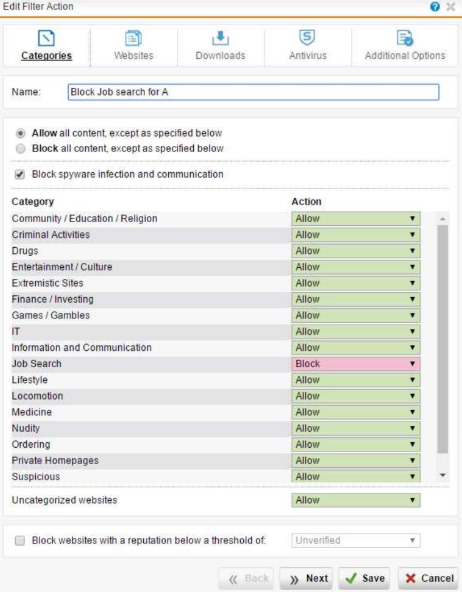 Edit Filter Action
Categories Websites Downloads Antivirus Additional Options
Name: Block Job search for A
Allow all content, except as specified below
Block all content, except as specified below
Block spyware infection and communication
Category Action
Community / Education / Religion Allow
Criminal Activities Allow
Drugs Allow
Entertainment / Culture Allow
Extremistic Sites Allow
Finance / Investing Allow
Games / Gambles Allow
IT Allow
Information and Communication Allow
Job Search Block
Lifestyle Allow
Locomotion Allow
Medicine Allow
Nudity Allow
Ordering Allow
Private Homepages Allow
Suspicious Allow
Uncategorized websites Allow
Block websites with a reputation below a threshold of: Unverified
Back Next Save Cancel